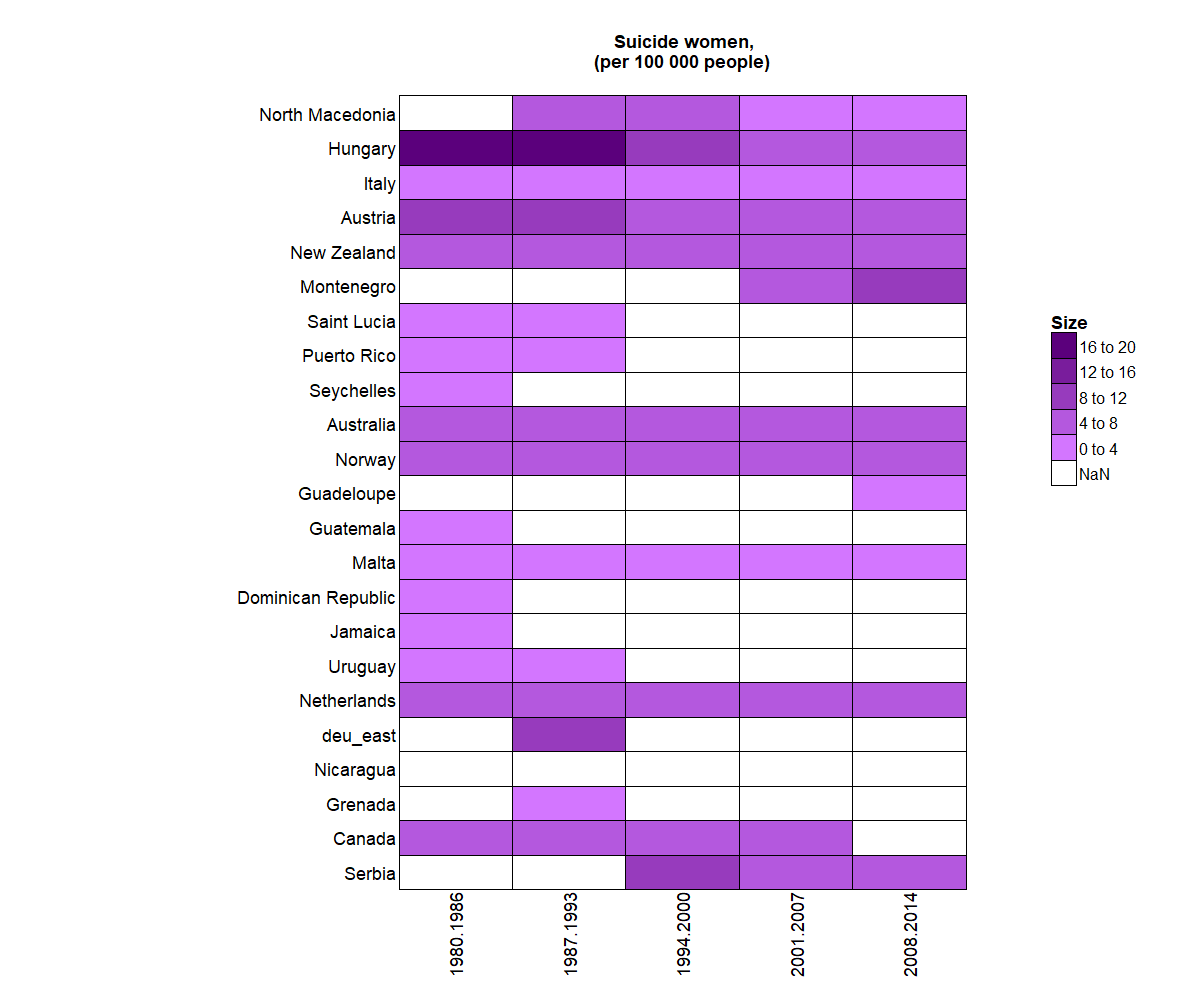 Suicide women,
(per 100 000 people)
North Macedonia
Hungary
Italy
Austria
New Zealand
Montenegro
Saint Lucia
Puerto Rico
Seychelles
Australia
Norway
Guadeloupe
Guatemala
Malta
Dominican Republic
Jamaica
Uruguay
Netherlands
deu_east
Nicaragua
Grenada
Canada
Serbia
1980.1986
1987.1993
1994.2000
2001.2007
2008.2014
Size
16 to 20
12 to 16
8 to 12
4 to 8
0 to 4
NaN